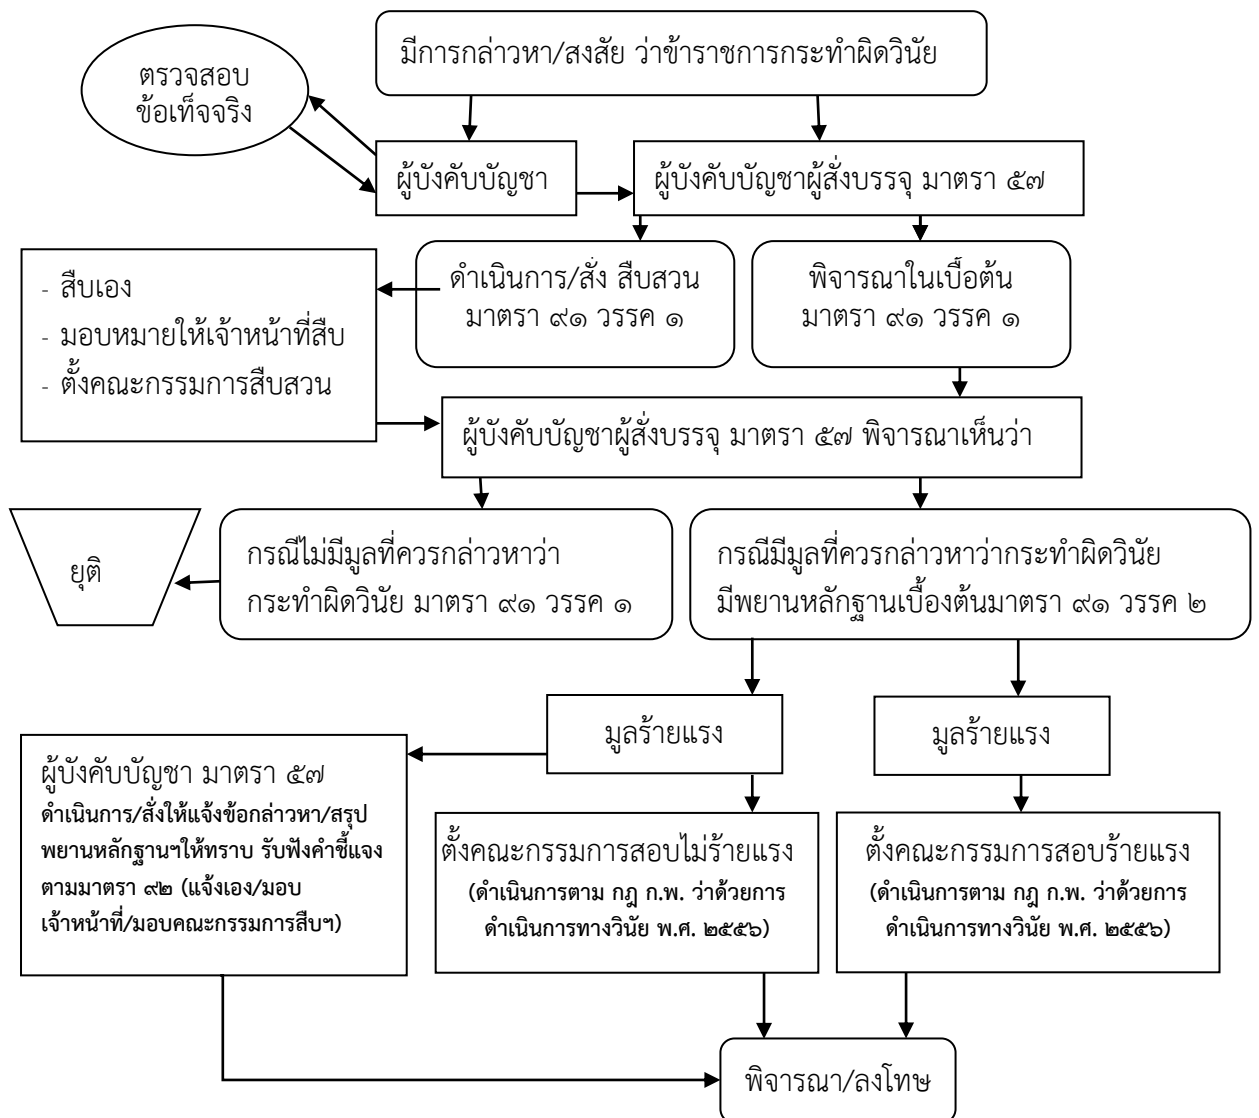 มีการกล่าวหา/สงสัย ว่าข้าราชการกระทำผิดวินัย
ตรวจสอบ
ข้อเท็จจริง
ผู้บังคับบัญชา
ผู้บังคับบัญชาผู้สั่งบรรจุ มาตรา ๕๗
- สืบเอง
- มอบหมายให้เจ้าหน้าที่สืบ
- ตั้งคณะกรรมการสืบสวน
ดำเนินการ/สั่ง สืบสวน
มาตรา ๙๑ วรรค ๑
พิจารณาในเบื้อต้น
มาตรา ๙๑ วรรค ๑
ผู้บังคับบัญชาผู้สั่งบรรจุ มาตรา ๕๗ พิจารณาเห็นว่า
ยุติ
กรณีไม่มีมูลที่ควรกล่าวหาว่า
กระทำผิดวินัย มาตรา ๙๑ วรรค ๑
กรณีมีมูลที่ควรกล่าวหาว่ากระทำผิดวินัย
มีพยานหลักฐานเบื้องต้นมาตรา ๙๑ วรรค ๒
มูลร้ายแรง
มูลร้ายแรง
ผู้บังคับบัญชา มาตรา ๕๗
ดำเนินการ/สั่งให้แจ้งข้อกล่าวหา/สรุป
พยานหลักฐานฯให้ทราบ รับฟังคำชี้แจง
ตามมาตรา ๙๒ (แจ้งเอง/มอบ
เจ้าหน้าที่/มอบคณะกรรมการสืบฯ)
ตั้งคณะกรรมการสอบไม่ร้ายแรง
(ดำเนินการตาม กฎ ก.พ. ว่าด้วยการ
ดำเนินการทางวินัย พ.ศ. ๒๕๕๖)
ตั้งคณะกรรมการสอบร้ายแรง
(ดำเนินการตาม กฎ ก.พ. ว่าด้วยการ
ดำเนินการทางวินัย พ.ศ. ๒๕๕๖)
พิจารณา/ลงโทษ